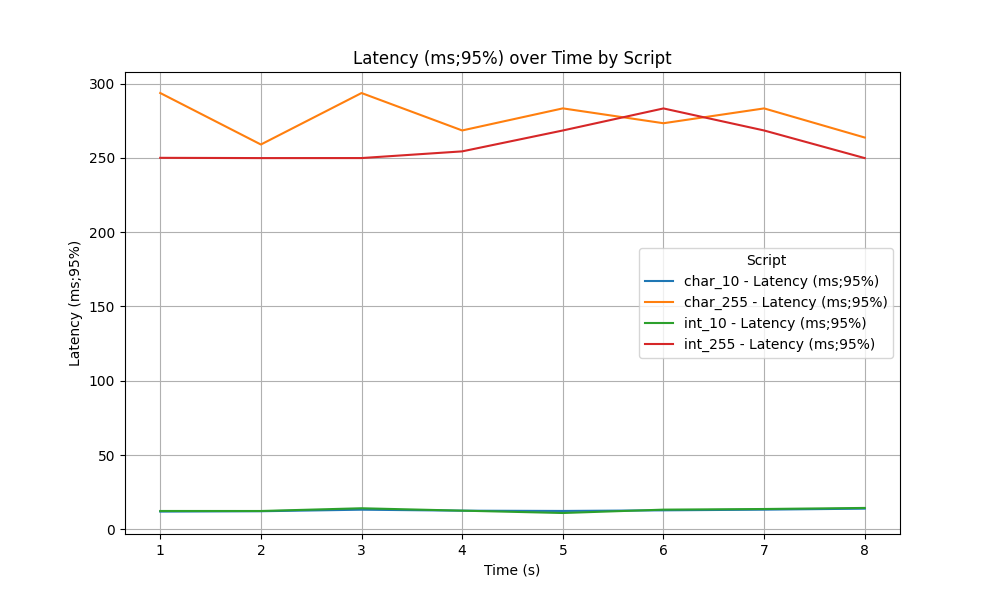 Latency (ms;95%) over Time by Script
Latency (ms;95%)
300
250
200
150
100
50
0
Script
char_10 - Latency (ms;95%)
char_255 - Latency (ms;95%)
int_10 - Latency (ms;95%)
int_255 - Latency (ms;95%)
1 2 3 4 5 6 7 8
Time (s)